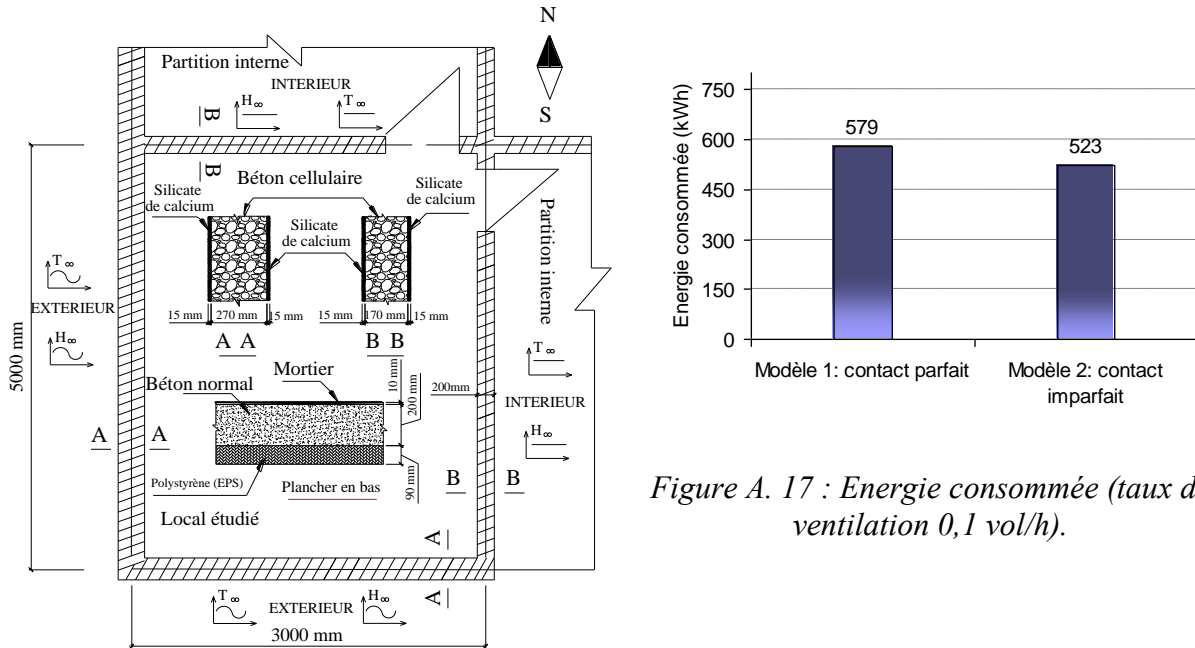 Partition interne
INTERIEUR
H∞
T∞
B
B
N
S
Béton cellulaire
Silicate
de calcium
Silicate
de calcium
Silicate
de calcium
15 mm
270 mm
15 mm
15 mm
170 mm
15 mm
A A
B B
T∞
EXTERIEUR
H∞
5000 mm
Partition interne
T∞
INTERIEUR
H∞
Mortier
Béton normal
10 mm
200 mm
90 mm
200mm
A
A
B
B
Polystyrène (EPS)
Plancher en bas
Local étudié
A
A
T∞
EXTERIEUR
H∞
3000 mm
Energie consommée (kWh)
750
600
450
300
150
0
579
523
Modèle 1: contact parfait
Modèle 2: contact
imparfait
Figure A. 17 : Energie consommée (taux d
ventilation 0,1 vol/h).